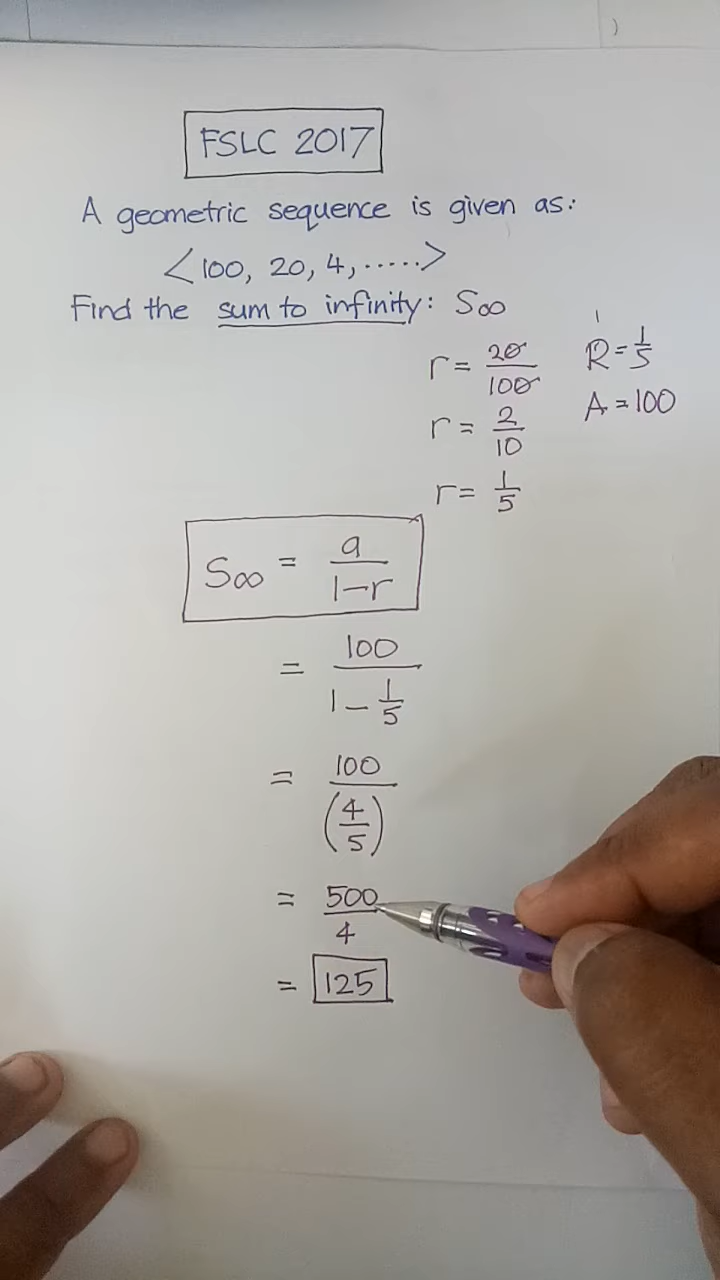 FSLC 2017
A geometric sequence is given as:
<100, 20, 4, .....>
Find the sum to infinity: S∞
r = 20/100
R = 1/5
r = 2/10
A = 100
r = 1/5
S∞ = a/1-r
= 100/1 - 1/5
= 100/(4/5)
= 500/4
= 125